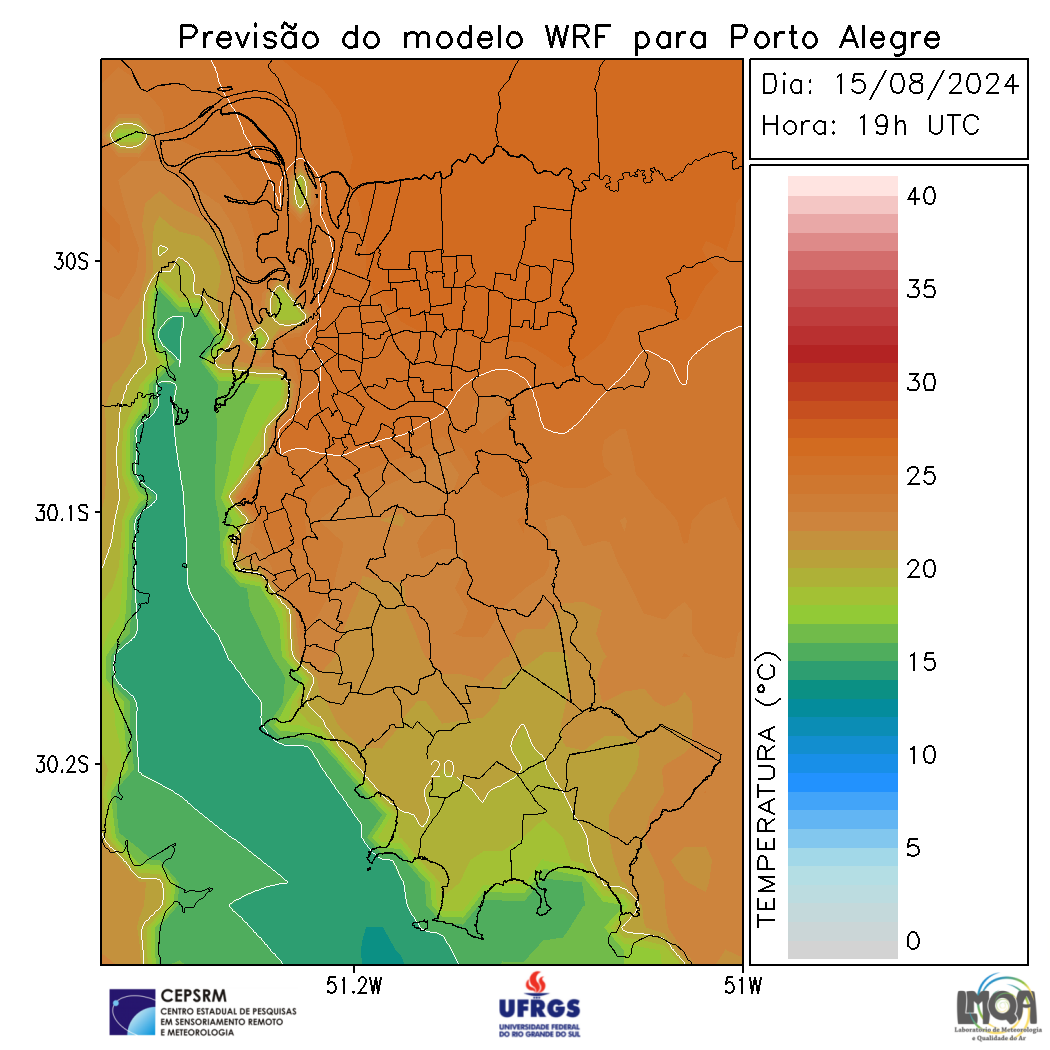 Previsão do modelo WRF para Porto Alegre
Dia: 15/08/2024
Hora: 19h UTC
40
35
30
25
20
15
10
5
0
TEMPERATURA (°C)
30S
30.1S
30.2S
20
51.2W
51W
CEPSRM
CENTRO ESTADUAL DE PESQUISAS
EM SENSORIAMENTO REMOTO
E METEOROLOGIA
UFRGS
UNIVERSIDADE FEDERAL
DO RIO GRANDE DO SUL
LMQA
Laboratório de Meteorologia
e Qualidade do Ar